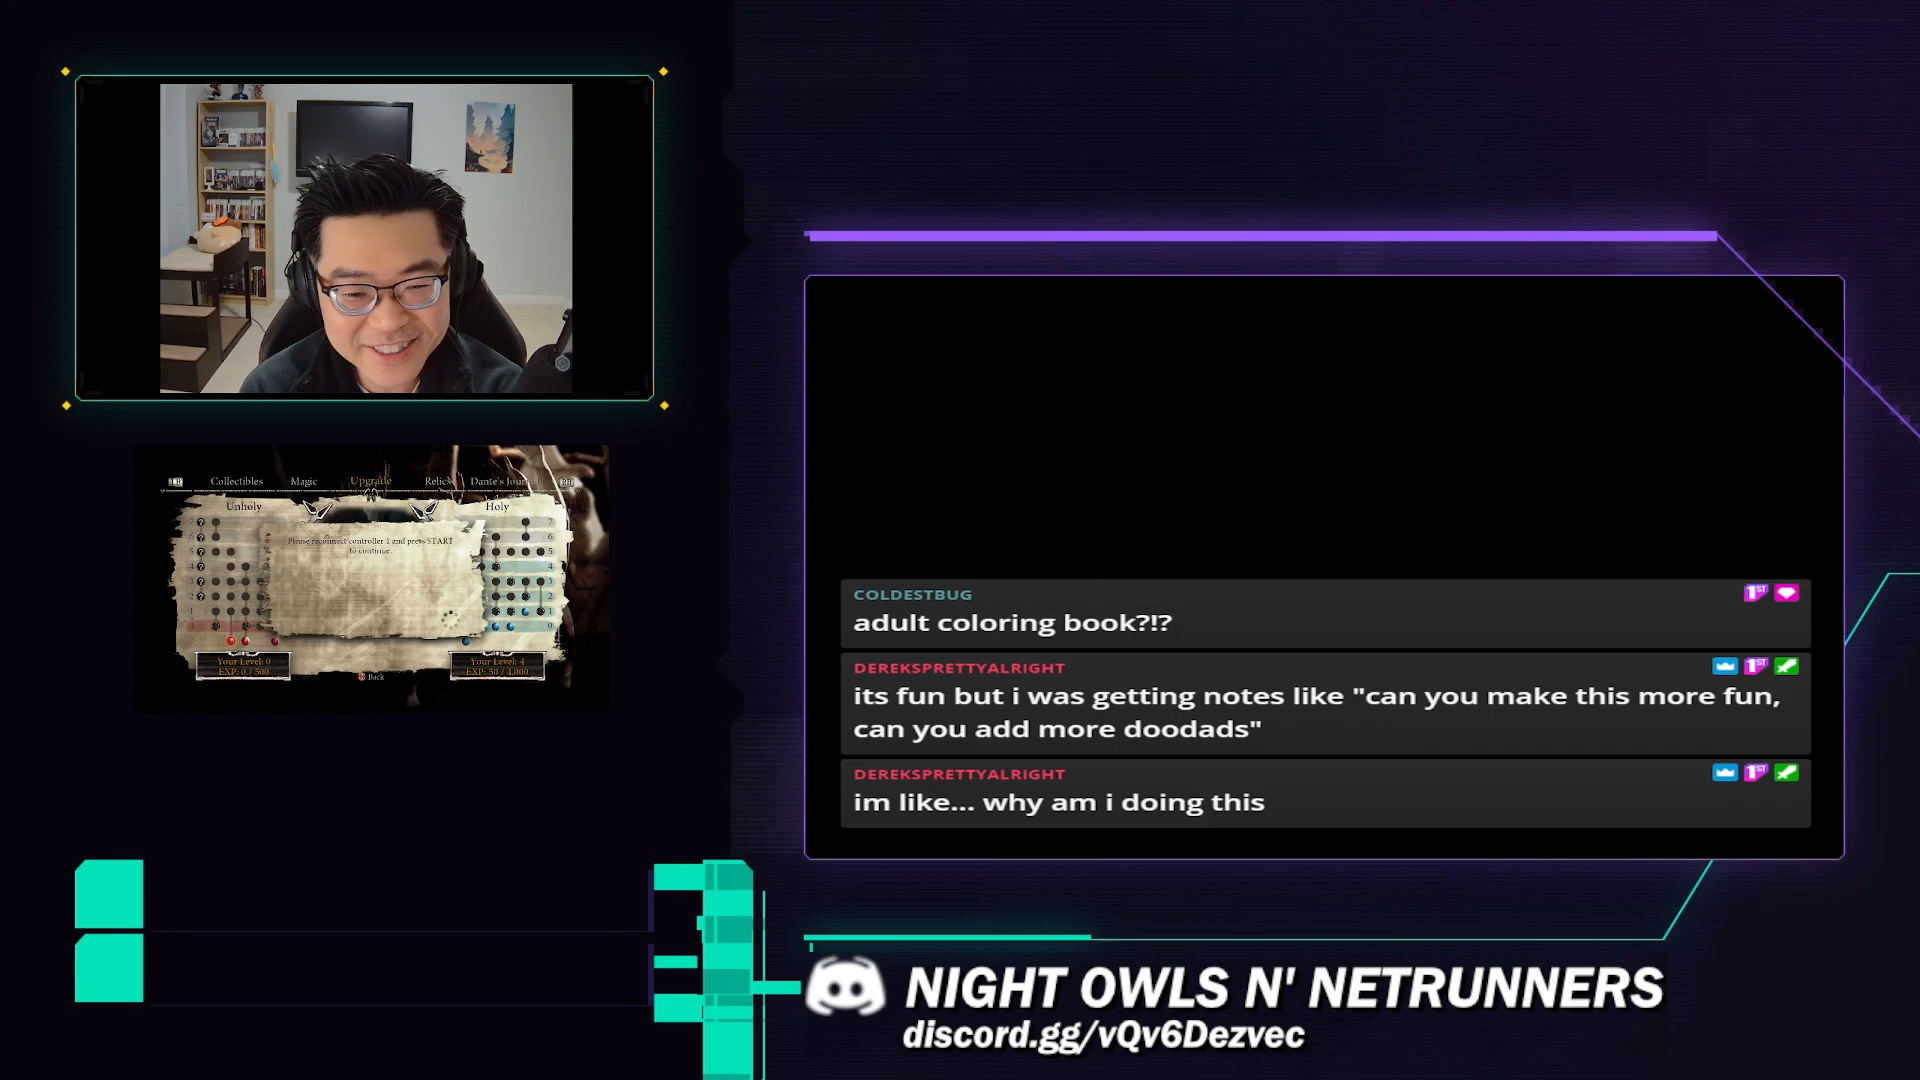 Collectibles Magic Upgrade Relics Dante's Journal
Unholy Holy
Please reconnect controller 1 and press START
to continue.
Your Level: 0
EXP: 0 / 500
Your Level: 4
EXP: 50 / 4,000
Back
COLDESTBUG
adult coloring book?!?
DEREKSPRETTYALRIGHT
its fun but i was getting notes like "can you make this more fun,
can you add more doodads"
DEREKSPRETTYALRIGHT
im like... why am i doing this
NIGHT OWLS N' NETRUNNERS
discord.gg/vQv6Dezvec